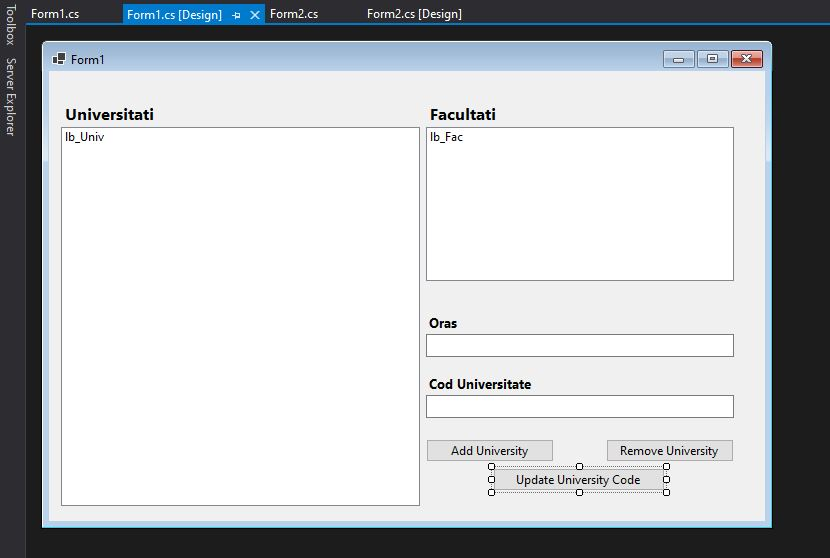 Form1.cs
Form1.cs [Design]
Form2.cs
Form2.cs [Design]
Toolbox
Server Explorer
Form1
Universitati
lb_Univ
Facultati
lb_Fac
Oras
Cod Universitate
Add University
Remove University
Update University Code